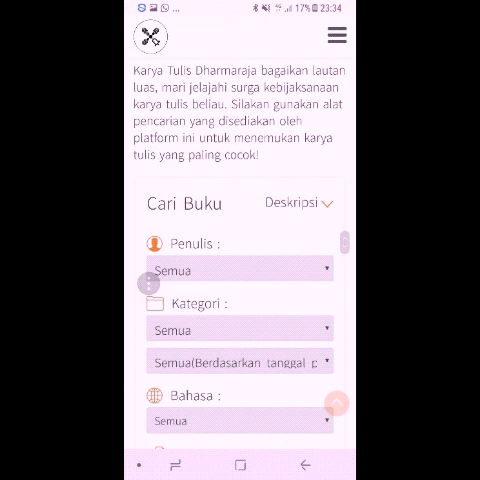 17% 23:34
Karya Tulis Dharmaraja bagaikan lautan
luas, mari jelajahi surga kebijaksanaan
karya tulis beliau. Silakan gunakan alat
pencarian yang disediakan oleh
platform ini untuk menemukan karya
tulis yang paling cocok!
Cari Buku Deskripsi
Penulis :
Semua
Kategori :
Semua
Semua(Berdasarkan tanggal p
Bahasa :
Semua